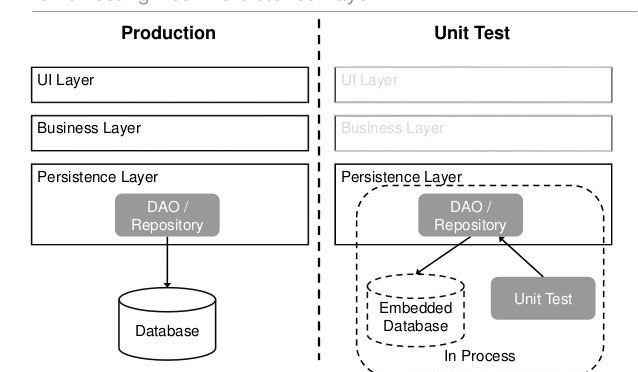 Production
Unit Test
UI Layer
UI Layer
Business Layer
Business Layer
Persistence Layer
Persistence Layer
DAO /
Repository
DAO /
Repository
Database
Embedded
Database
Unit Test
In Process